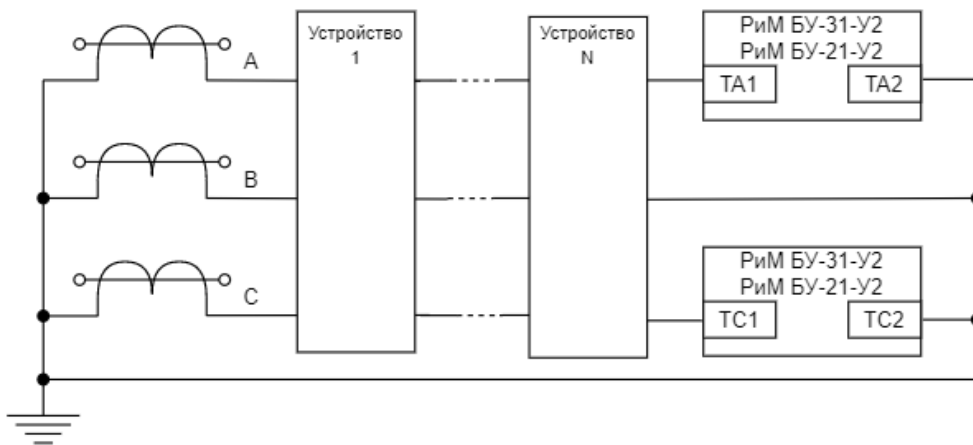 Устройство
1
Устройство
N
РиМ БУ-31-У2
РиМ БУ-21-У2
TA1
TA2
A
B
C
РиМ БУ-31-У2
РиМ БУ-21-У2
TC1
TC2